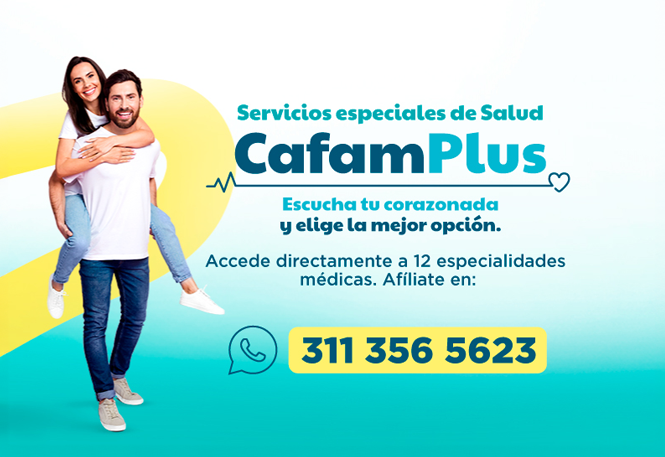 Servicios especiales de Salud
CafamPlus
Escucha tu corazonada
y elige la mejor opción.
Accede directamente a 12 especialidades
médicas. Afíliate en:
311 356 5623